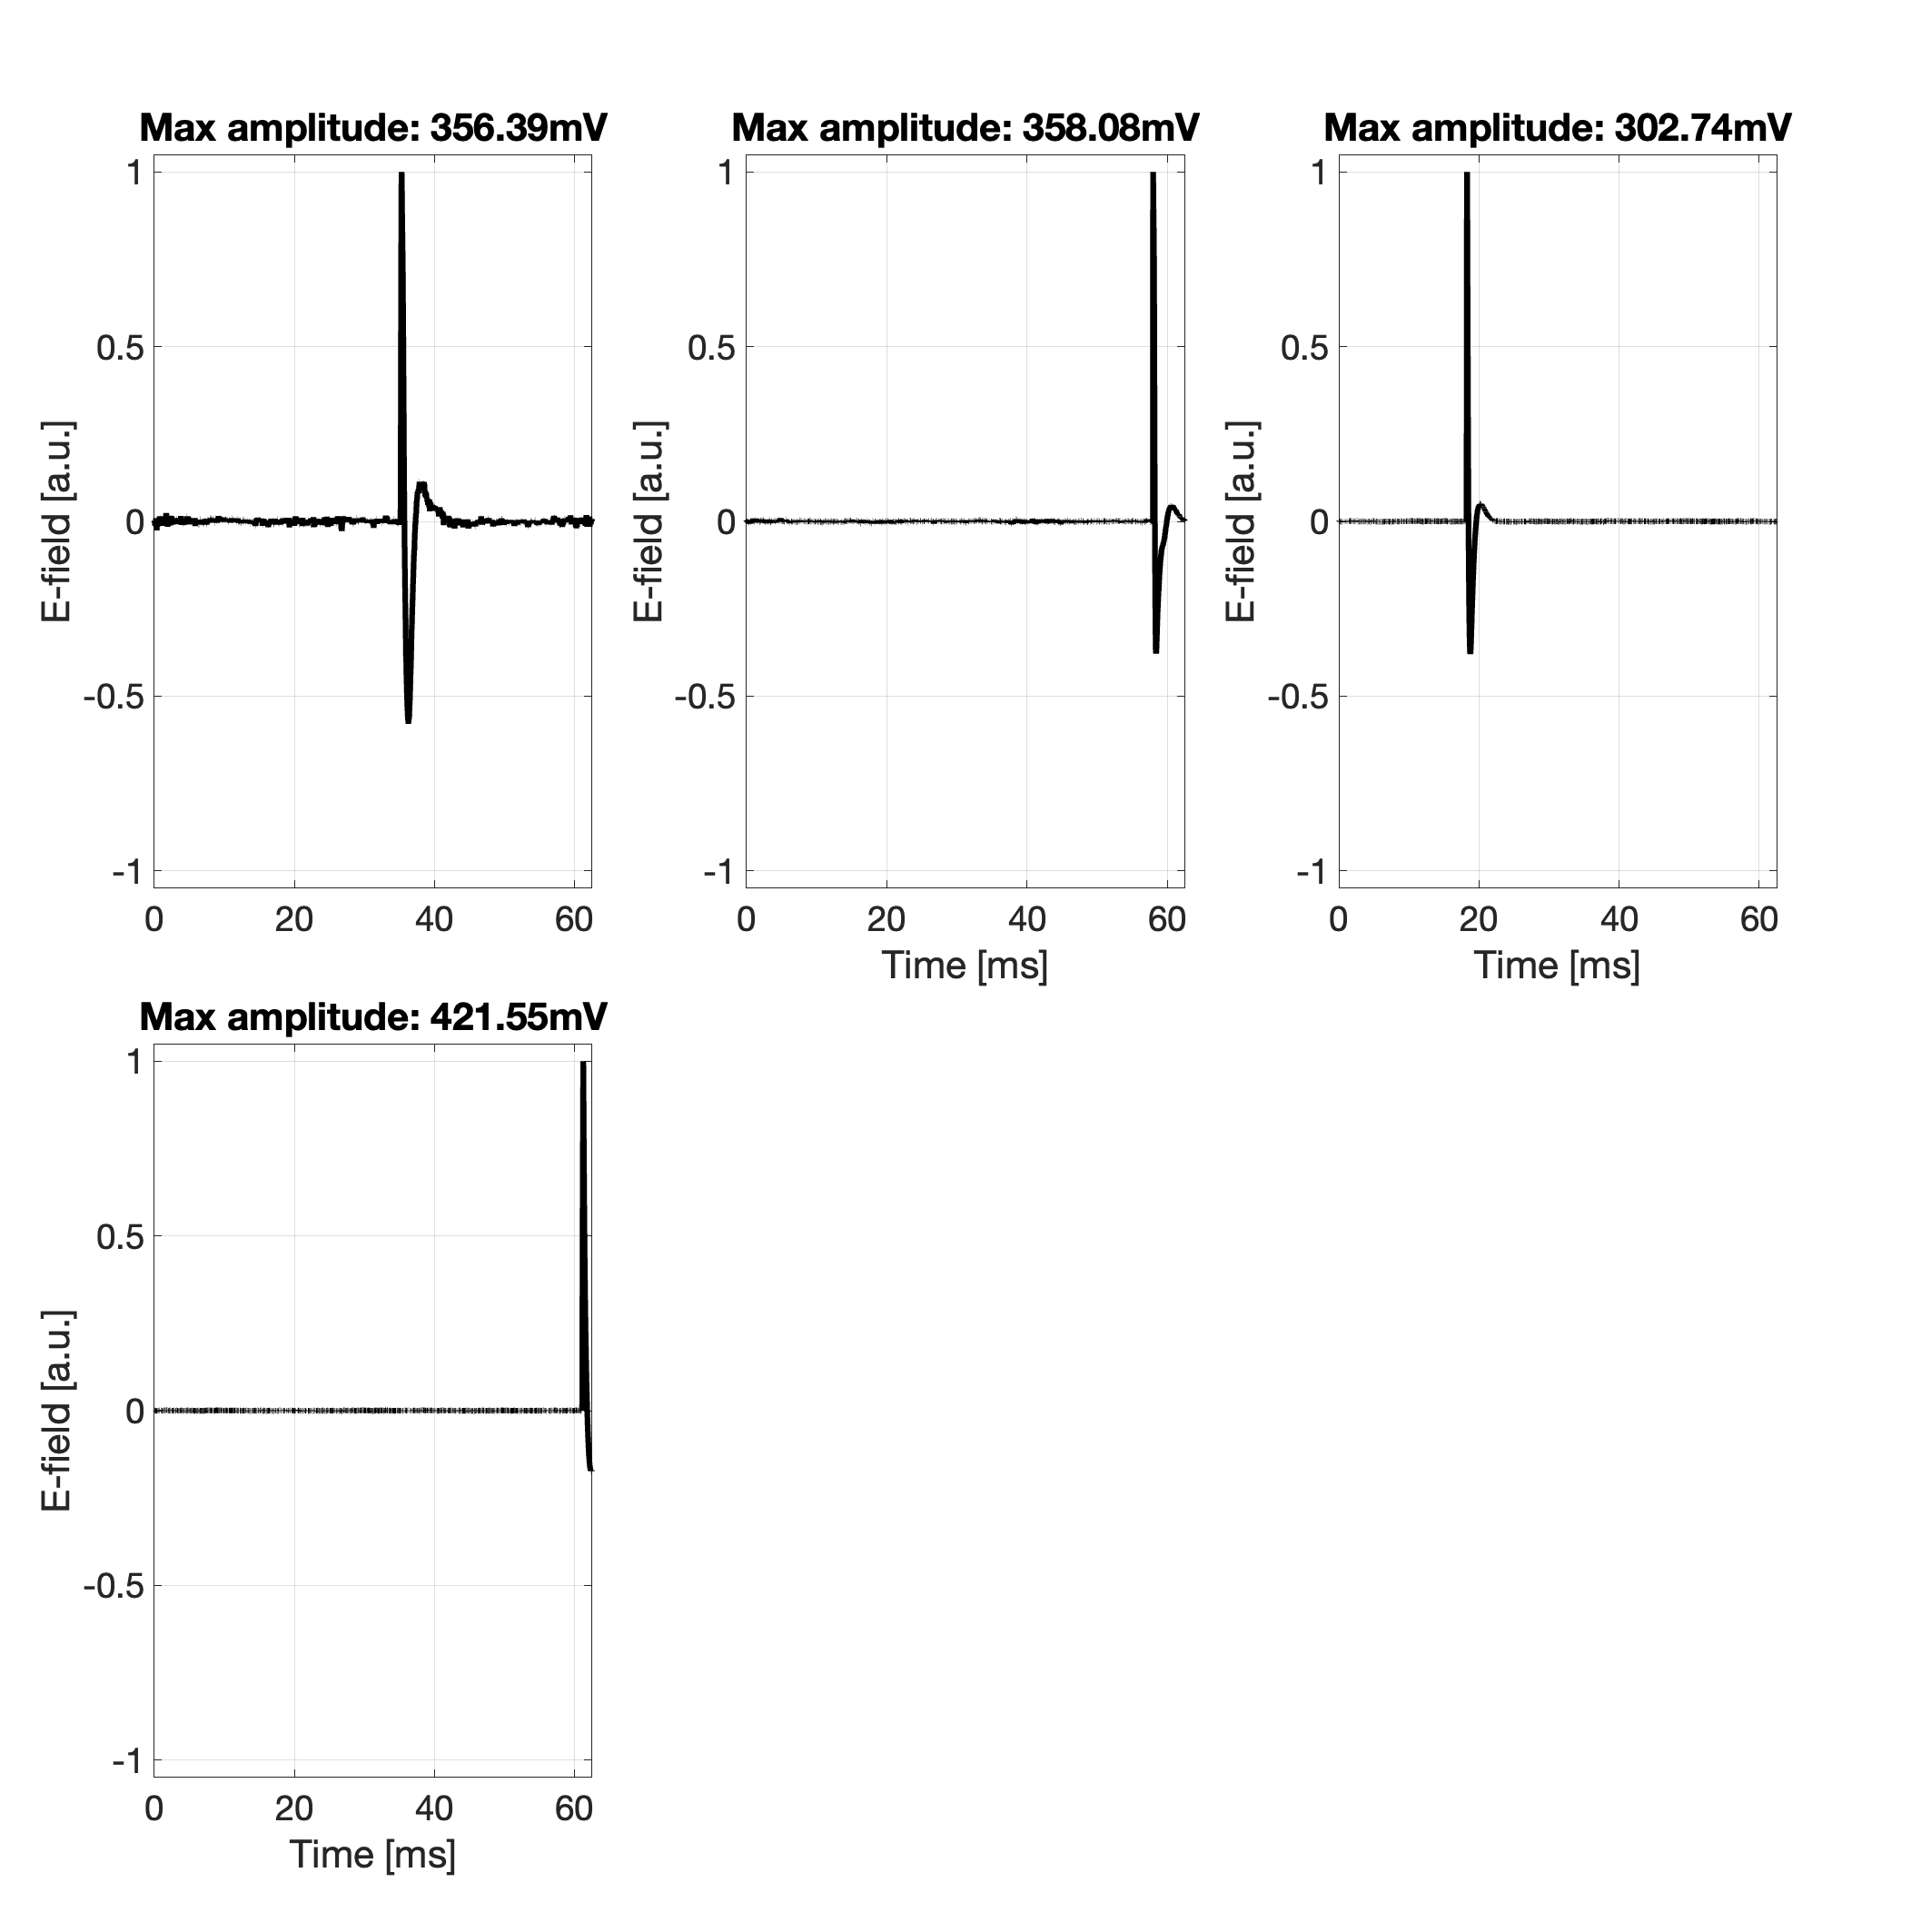 Max amplitude: 356.39mV
1
0.5
0
-0.5
-1
E-field [a.u.]
0 20 40 60
Max amplitude: 358.08mV
1
0.5
0
-0.5
-1
E-field [a.u.]
0 20 40 60
Time [ms]
Max amplitude: 302.74mV
1
0.5
0
-0.5
-1
E-field [a.u.]
0 20 40 60
Time [ms]
Max amplitude: 421.55mV
1
0.5
0
-0.5
-1
E-field [a.u.]
0 20 40 60
Time [ms]